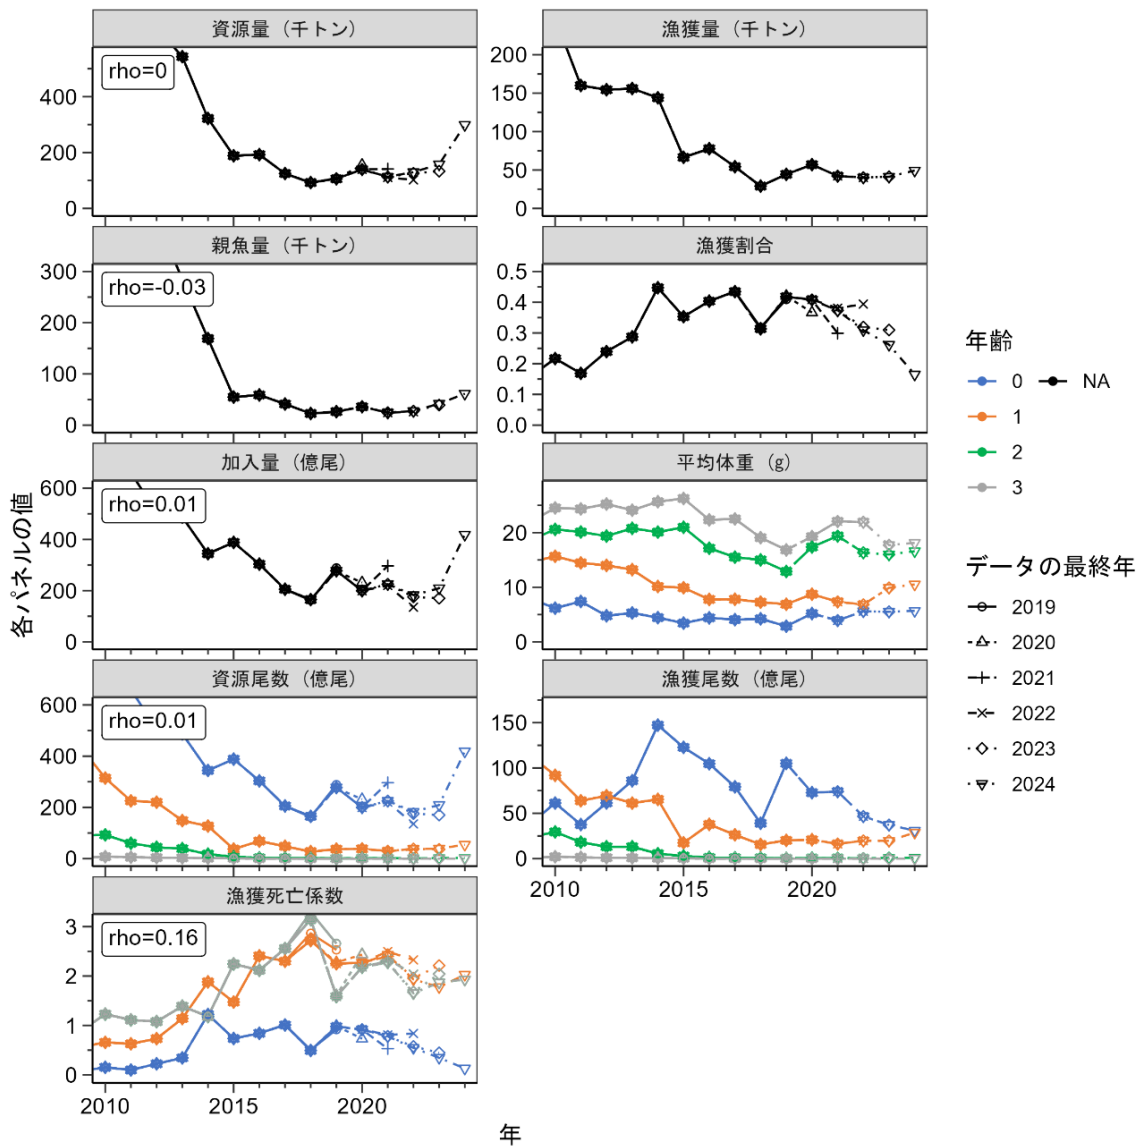 資源量（千トン）
rho=0
400
200
0
漁獲量（千トン）
200
150
100
50
0
親魚量（千トン）
rho=-0.03
300
200
100
0
漁獲割合
0.5
0.4
0.3
0.2
0.1
0.0
加入量（億尾）
rho=0.01
600
400
200
0
平均体重（g）
20
10
0
資源尾数（億尾）
rho=0.01
600
400
200
0
漁獲尾数（億尾）
150
100
50
0
2010 2015 2020
漁獲死亡係数
rho=0.16
3
2
1
0
2010 2015 2020
年
各パネルの値
年齢
0 NA
1
2
3
データの最終年
2019
2020
2021
2022
2023
2024